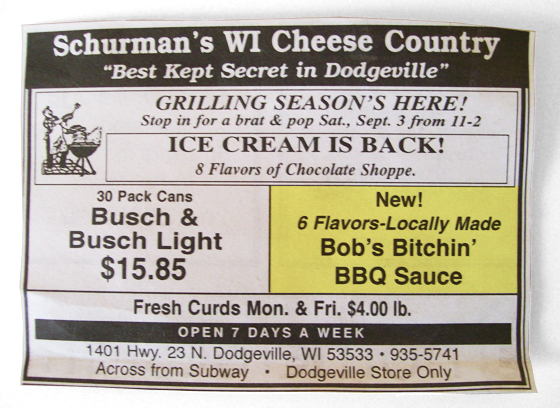 Schurman's WI Cheese Country
"Best Kept Secret in Dodgeville"
GRILLING SEASON'S HERE!
Stop in for a brat & pop Sat., Sept. 3 from 11-2
ICE CREAM IS BACK!
8 Flavors of Chocolate Shoppe.
30 Pack Cans
Busch &
Busch Light
$15.85
New!
6 Flavors-Locally Made
Bob's Bitchin'
BBQ Sauce
Fresh Curds Mon. & Fri. $4.00 lb.
OPEN 7 DAYS A WEEK
1401 Hwy. 23 N. Dodgeville, WI 53533 • 935-5741
Across from Subway • Dodgeville Store Only